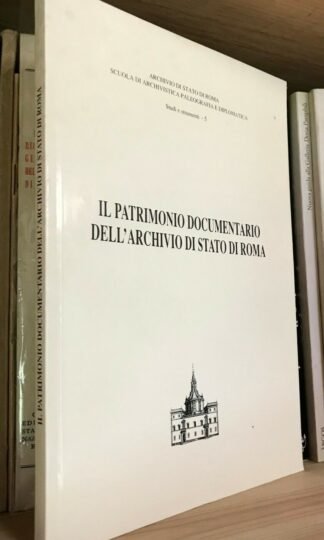 ARCHIVIO DI STATO DI ROMA
SCUOLA DI ARCHIVISTICA PALEOGRAFIA E DIPLOMATICA
Studi e strumenti - 5
IL PATRIMONIO DOCUMENTARIO
DELL'ARCHIVIO DI STATO DI ROMA
IL PATRIMONIO DOCUMENTARIO DELL'ARCHIVIO DI STATO DI ROMA